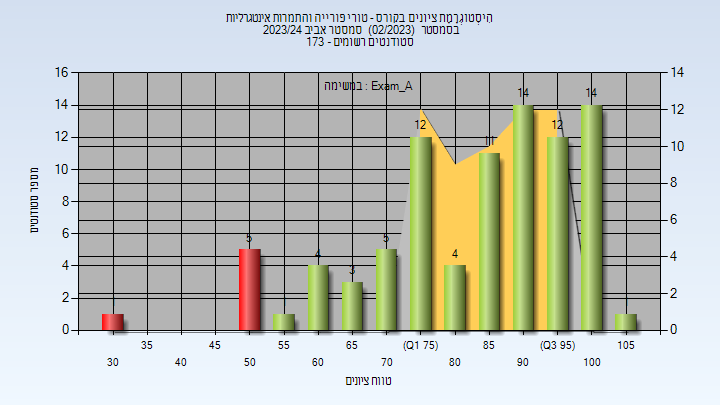 הִיסְטוֹגְרָמַת ציונים בקורס - טורי פורייה והתמרות אינטגרליות
בסמסטר (02/2023) סמסטר אביב 2023/24
סטודנטים רשומים - 173
במשימה : Exam_A
16 14
14 12
12 10
10 8
8 6
6 4
4 2
2 0
0
מספר סטודנטים
5 4 3 5 12 4 11 14 12 14
35 45 55 65 (Q1 75) 85 (Q3 95) 105
30 40 50 60 70 80 90 100
טווח ציונים